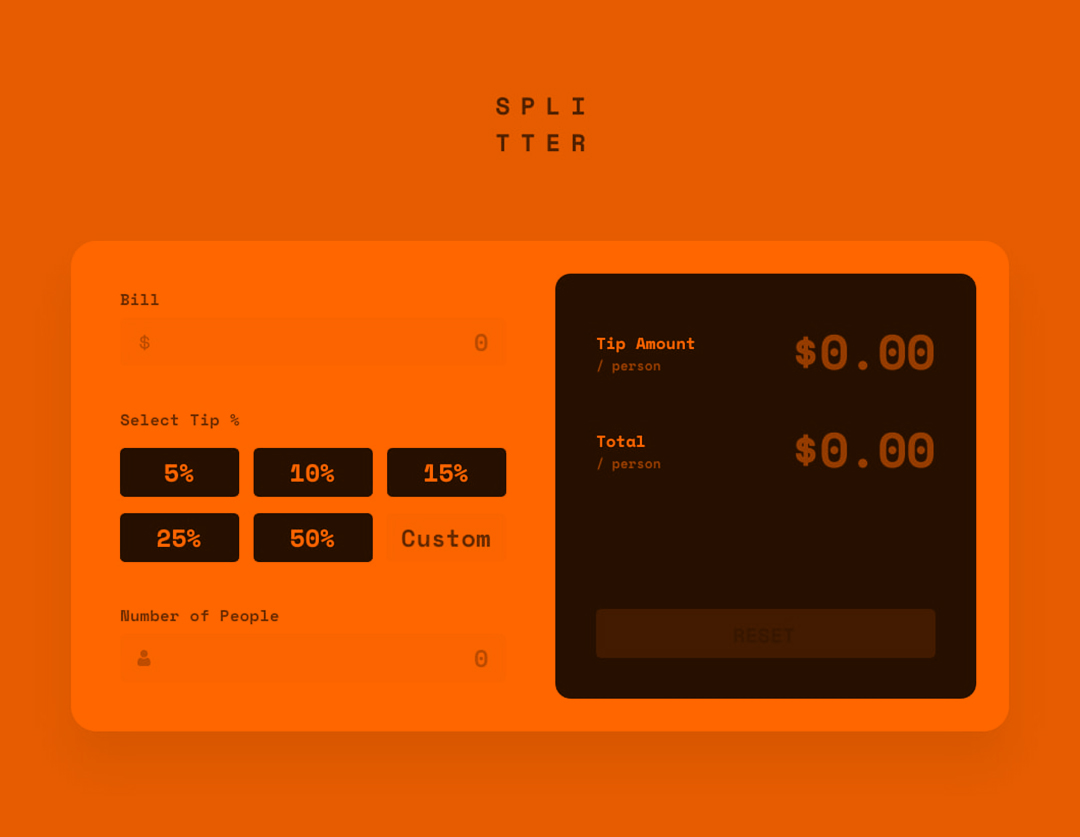 SPLI
TTER
Bill
$ 0
Select Tip %
5% 10% 15%
25% 50% Custom
Number of People
0
Tip Amount
/ person
$0.00
Total
/ person
$0.00
RESET